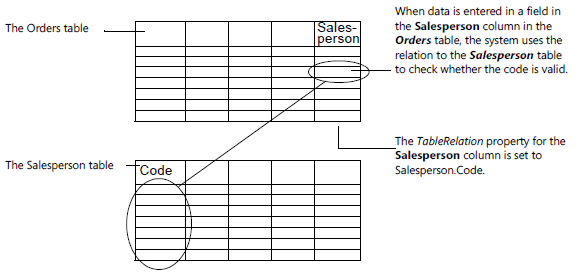 The Orders table
Sales-
person
When data is entered in a field in
the Salesperson column in the
Orders table, the system uses the
relation to the Salesperson table
to check whether the code is valid.
The TableRelation property for the
Salesperson column is set to
Salesperson.Code.
The Salesperson table
Code